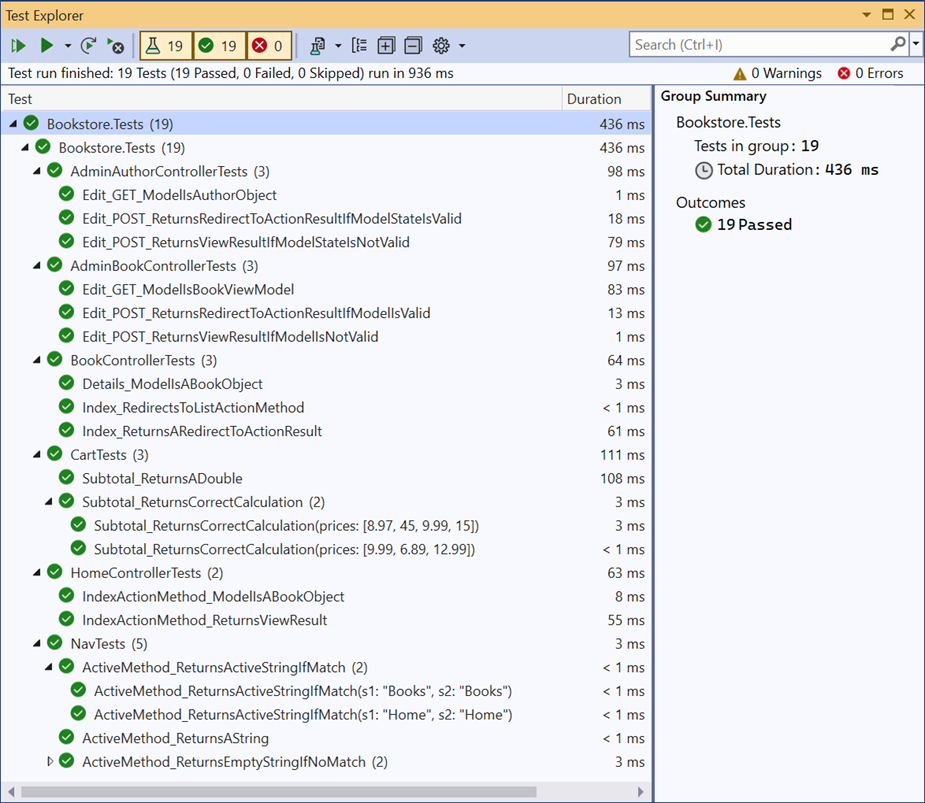 Test Explorer
19 19 0
Search (Ctrl+I)
Test run finished: 19 Tests (19 Passed, 0 Failed, 0 Skipped) run in 936 ms
0 Warnings 0 Errors
Test Duration
Bookstore.Tests (19) 436 ms
Bookstore.Tests (19) 436 ms
AdminAuthorControllerTests (3) 98 ms
Edit_GET_ModelIsAuthorObject 1 ms
Edit_POST_ReturnsRedirectToActionResultIfModelStateIsValid 18 ms
Edit_POST_ReturnsViewResultIfModelStateIsNotValid 79 ms
AdminBookControllerTests (3) 97 ms
Edit_GET_ModelIsBookViewModel 83 ms
Edit_POST_ReturnsRedirectToActionResultIfModelIsValid 13 ms
Edit_POST_ReturnsViewResultIfModelIsNotValid 1 ms
BookControllerTests (3) 64 ms
Details_ModelIsABookObject 3 ms
Index_RedirectsToListActionMethod < 1 ms
Index_ReturnsARedirectToActionResult 61 ms
CartTests (3) 111 ms
Subtotal_ReturnsADouble 108 ms
Subtotal_ReturnsCorrectCalculation (2) 3 ms
Subtotal_ReturnsCorrectCalculation(prices: [8.97, 45, 9.99, 15]) 3 ms
Subtotal_ReturnsCorrectCalculation(prices: [9.99, 6.89, 12.99]) < 1 ms
HomeControllerTests (2) 63 ms
IndexActionMethod_ModelIsABookObject 8 ms
IndexActionMethod_ReturnsViewResult 55 ms
NavTests (5) 3 ms
ActiveMethod_ReturnsActiveStringIfMatch (2) < 1 ms
ActiveMethod_ReturnsActiveStringIfMatch(s1: "Books", s2: "Books") < 1 ms
ActiveMethod_ReturnsActiveStringIfMatch(s1: "Home", s2: "Home") < 1 ms
ActiveMethod_ReturnsAString < 1 ms
ActiveMethod_ReturnsEmptyStringIfNoMatch (2) 3 ms
Group Summary
Bookstore.Tests
Tests in group: 19
Total Duration: 436 ms
Outcomes
19 Passed